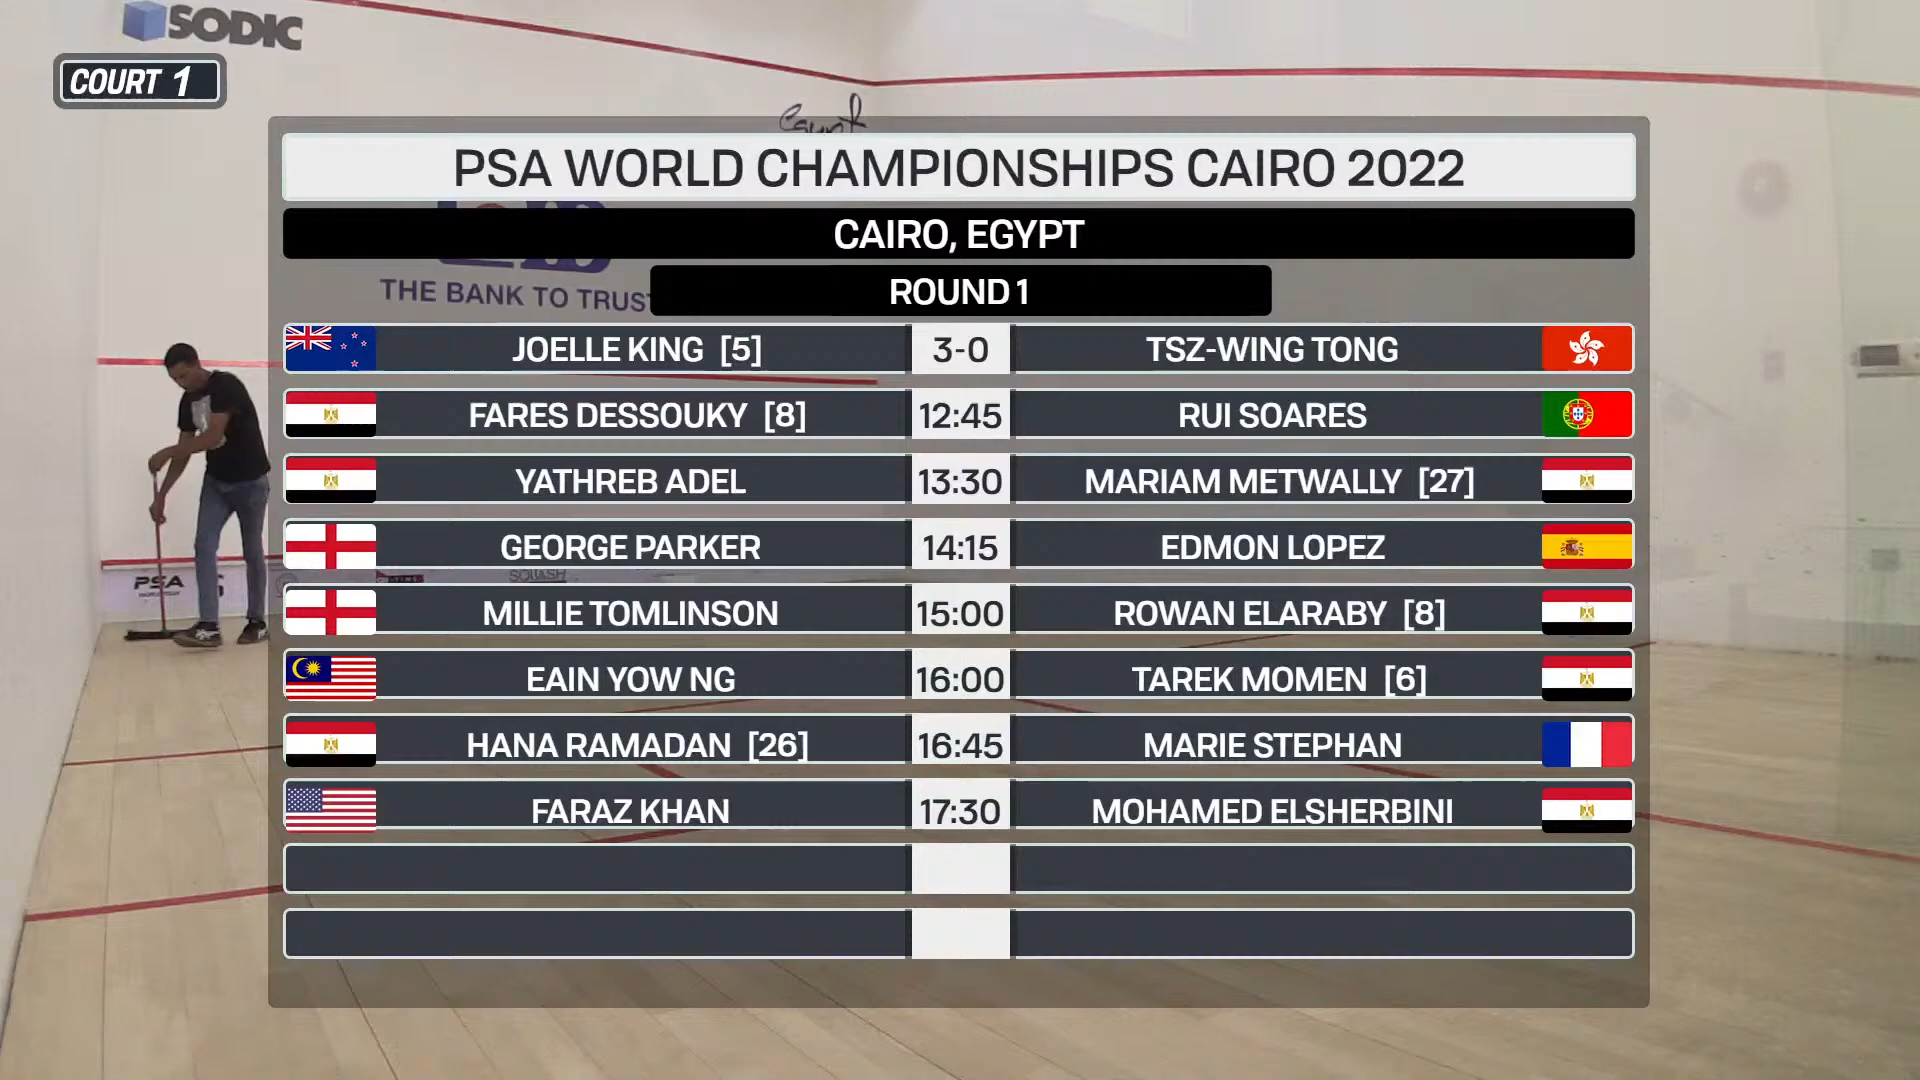 SODIC
COURT 1
Egypt
PSA WORLD CHAMPIONSHIPS CAIRO 2022
CAIRO, EGYPT
THE BANK TO TRUST
ROUND 1
JOELLE KING [5] 3-0 TSZ-WING TONG
FARES DESSOUKY [8] 12:45 RUI SOARES
YATHREB ADEL 13:30 MARIAM METWALLY [27]
GEORGE PARKER 14:15 EDMON LOPEZ
PSA
SQUASH
MILLIE TOMLINSON 15:00 ROWAN ELARABY [8]
EAIN YOW NG 16:00 TAREK MOMEN [6]
HANA RAMADAN [26] 16:45 MARIE STEPHAN
FARAZ KHAN 17:30 MOHAMED ELSHERBINI